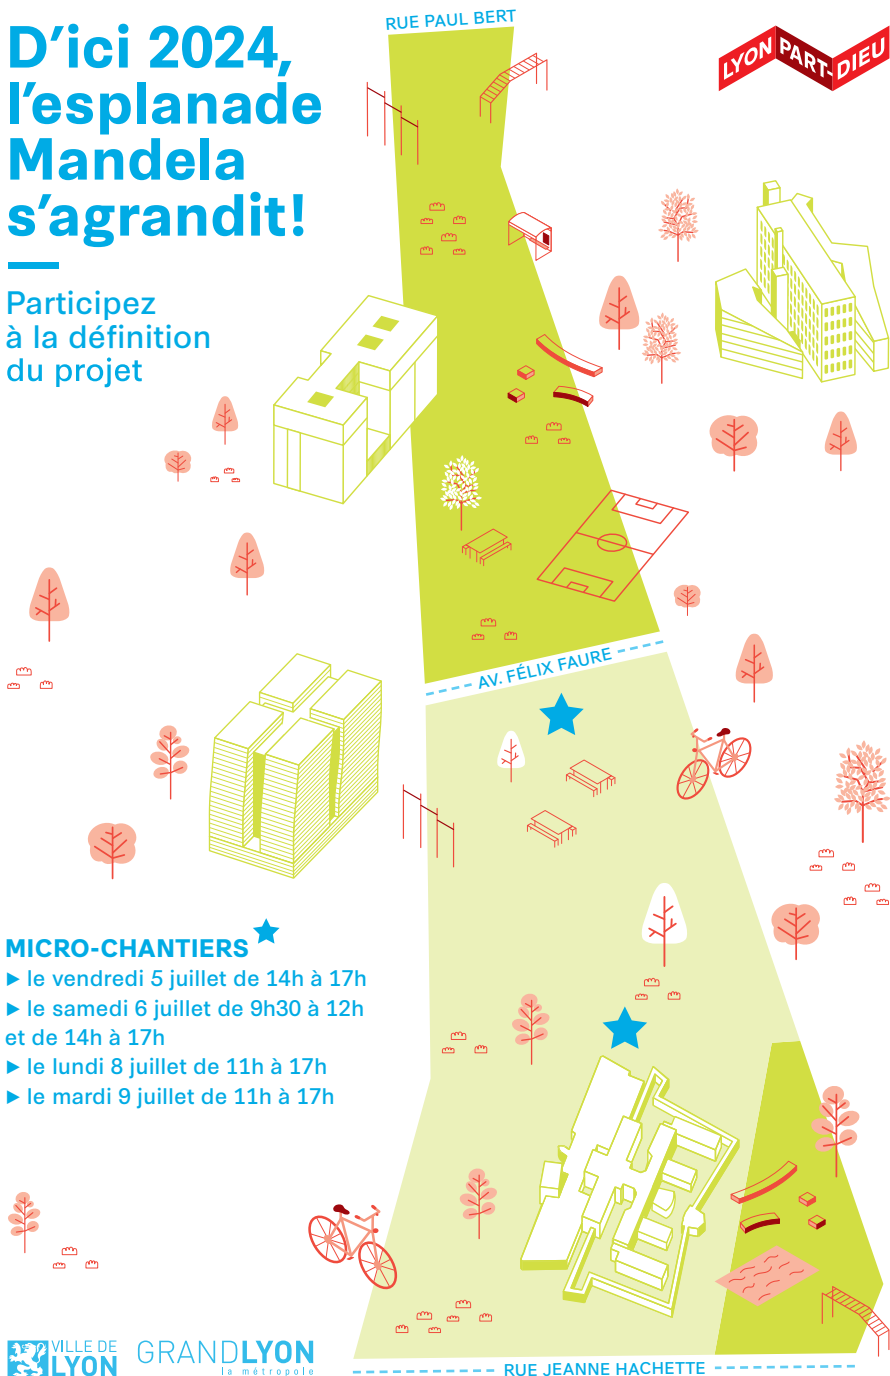 RUE PAUL BERT
D'ici 2024,
l'esplanade
Mandela
s'agrandit!
LYON PART-DIEU
Participez
à la définition
du projet
AV. FÉLIX FAURE
MICRO-CHANTIERS
► le vendredi 5 juillet de 14h à 17h
► le samedi 6 juillet de 9h30 à 12h
et de 14h à 17h
► le lundi 8 juillet de 11h à 17h
► le mardi 9 juillet de 11h à 17h
VILLE DE
LYON
GRANDLYON
la métropole
RUE JEANNE HACHETTE